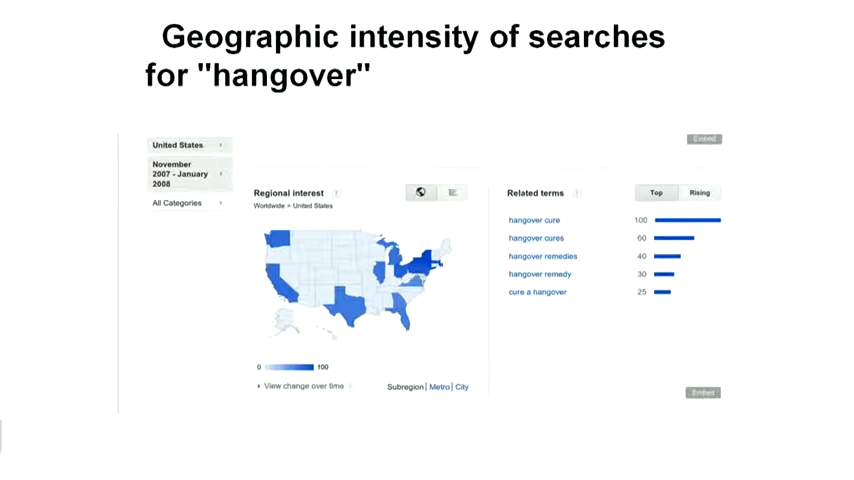 Geographic intensity of searches
for "hangover"
Embed
United States
November
2007 - January
2008
All Categories
Regional interest ?
Worldwide > United States
0 100
View change over time ?
Subregion| Metro| City
Related terms ?
Top Rising
hangover cure 100
hangover cures 60
hangover remedies 40
hangover remedy 30
cure a hangover 25
Embed